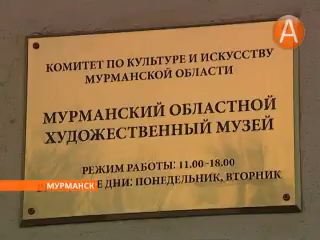 КОМИТЕТ ПО КУЛЬТУРЕ И ИСКУССТВУ
МУРМАНСКОЙ ОБЛАСТИ
МУРМАНСКИЙ ОБЛАСТНОЙ
ХУДОЖЕСТВЕННЫЙ МУЗЕЙ
РЕЖИМ РАБОТЫ: 11.00-18.00
ДНИ: ПОНЕДЕЛЬНИК, ВТОРНИК
МУРМАНСК